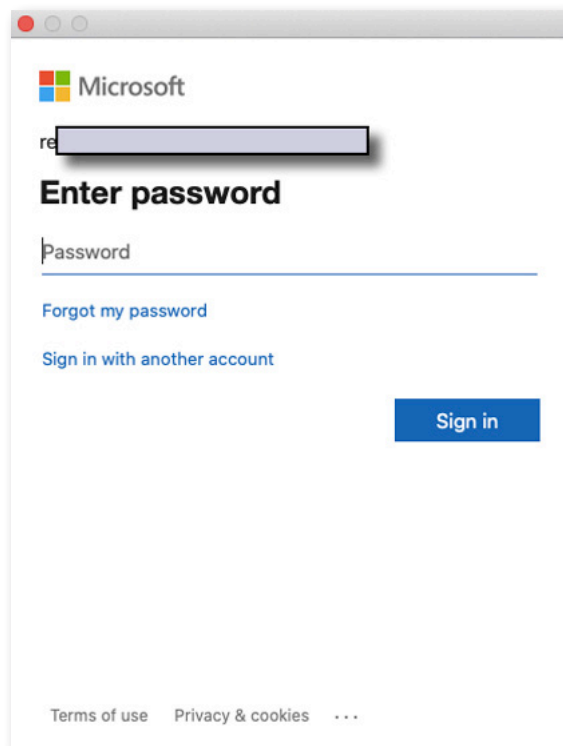 Microsoft
re
Enter password
Password
Forgot my password
Sign in with another account
Sign in
Terms of use Privacy & cookies ...